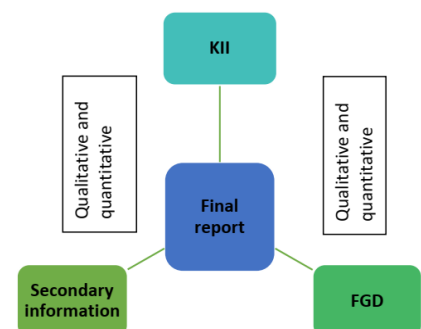 KII
Qualitative and
quantitative
Qualitative and
quantitative
Final
report
Secondary
information
FGD